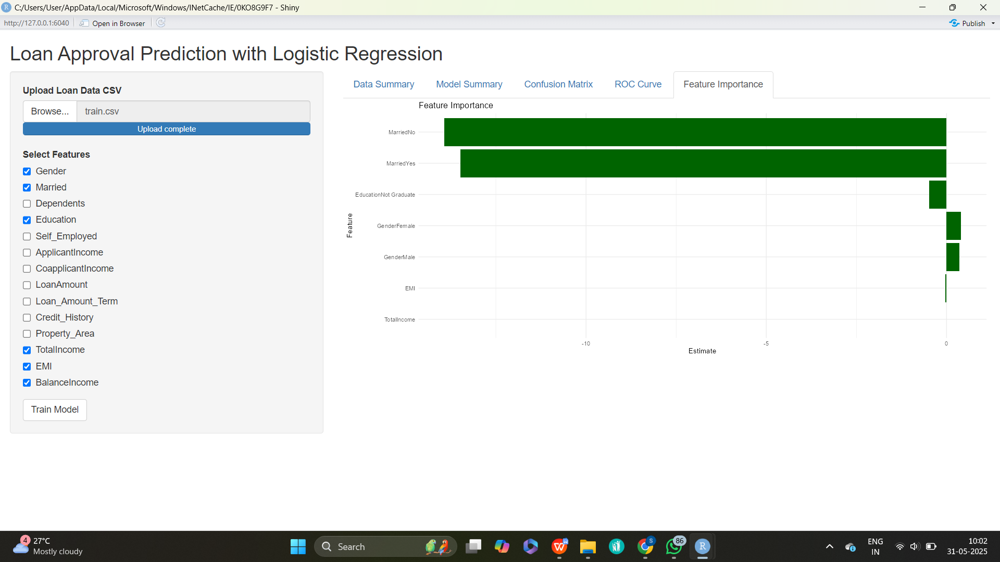 C:/Users/User/AppData/Local/Microsoft/Windows/INetCache/IE/0KO8G9F7 - Shiny
http://127.0.0.1:6040
Open in Browser
Publish
Loan Approval Prediction with Logistic Regression
Upload Loan Data CSV
Browse...
train.csv
Upload complete
Select Features
Gender
Married
Dependents
Education
Self_Employed
ApplicantIncome
CoapplicantIncome
LoanAmount
Loan_Amount_Term
Credit_History
Property_Area
TotalIncome
EMI
BalanceIncome
Train Model
Data Summary
Model Summary
Confusion Matrix
ROC Curve
Feature Importance
Feature Importance
MarriedNo
MarriedYes
EducationNot Graduate
GenderFemale
GenderMale
EMI
TotalIncome
Feature
-10
-5
0
Estimate
4
27°C
Mostly cloudy
Search
W
S
86
R
ENG
IN
10:02
31-05-2025